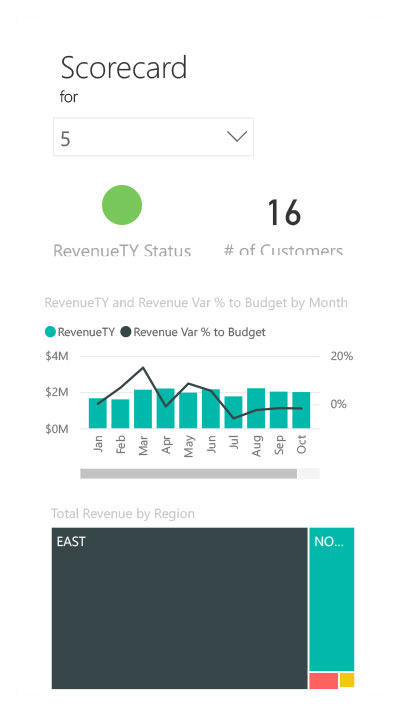 Scorecard
for
5
16
RevenueTY Status
# of Customers
RevenueTY and Revenue Var % to Budget by Month
RevenueTY Revenue Var % to Budget
$4M
20%
$2M
0%
$0M
Jan Feb Mar Apr May Jun Jul Aug Sep Oct
Total Revenue by Region
EAST
NO...